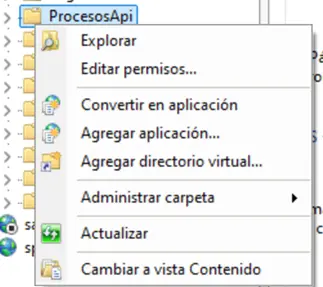 ProcesosApi
Explorar
Editar permisos...
Convertir en aplicación
Agregar aplicación...
Agregar directorio virtual...
Administrar carpeta
Actualizar
Cambiar a vista Contenido